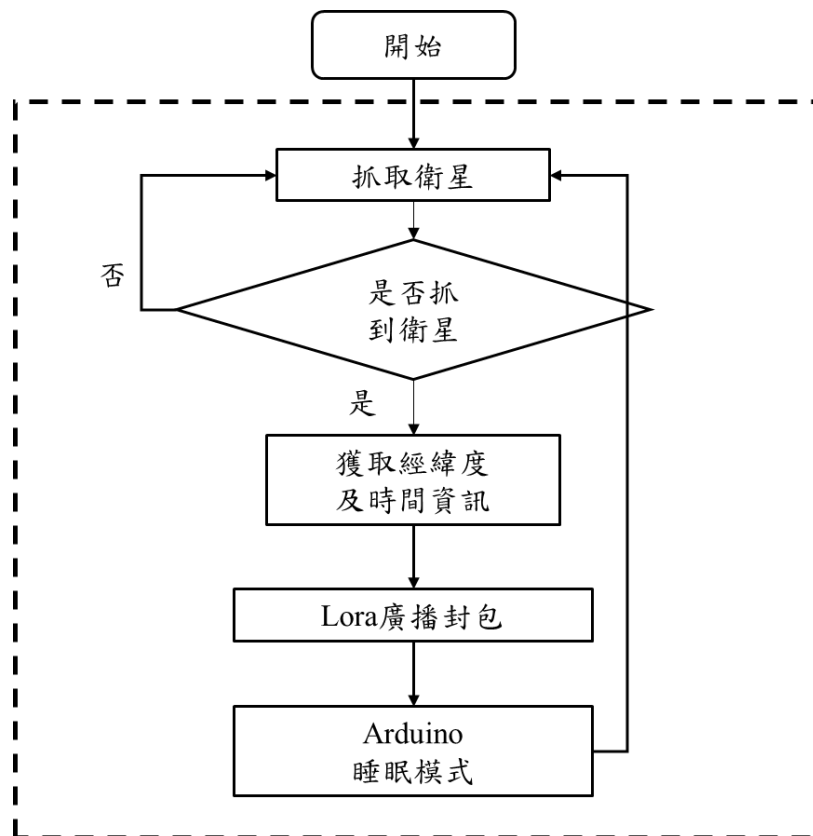 開始
抓取衛星
否
是否抓
到衛星
是
獲取經緯度
及時間資訊
Lora廣播封包
Arduino
睡眠模式